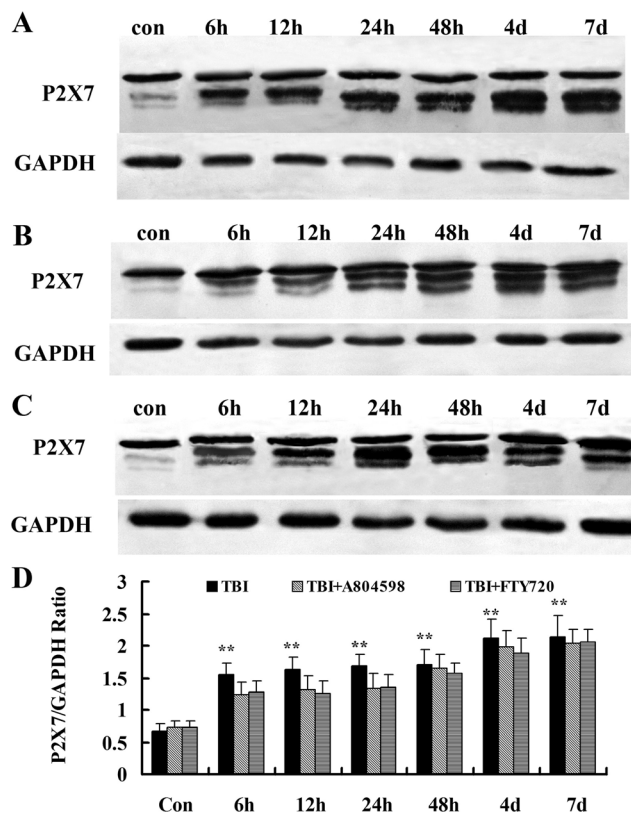 A
con 6h 12h 24h 48h 4d 7d
P2X7
GAPDH
B
con 6h 12h 24h 48h 4d 7d
P2X7
GAPDH
C
con 6h 12h 24h 48h 4d 7d
P2X7
GAPDH
D
P2X7/GAPDH Ratio
3
2.5
2
1.5
1
0.5
0
TBI TBI+A804598 TBI+FTY720
** ** ** ** ** **
Con 6h 12h 24h 48h 4d 7d